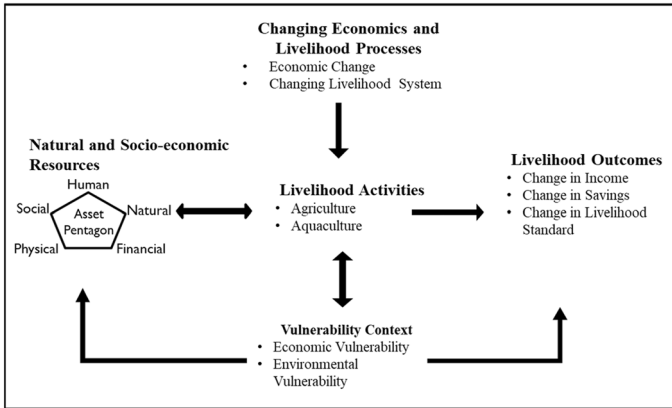 Changing Economics and
Livelihood Processes
• Economic Change
• Changing Livelihood System
Natural and Socio-economic
Resources
Human
Social
Asset
Pentagon
Natural
Physical
Financial
Livelihood Activities
• Agriculture
• Aquaculture
Livelihood Outcomes
• Change in Income
• Change in Savings
• Change in Livelihood
Standard
Vulnerability Context
• Economic Vulnerability
• Environmental
Vulnerability